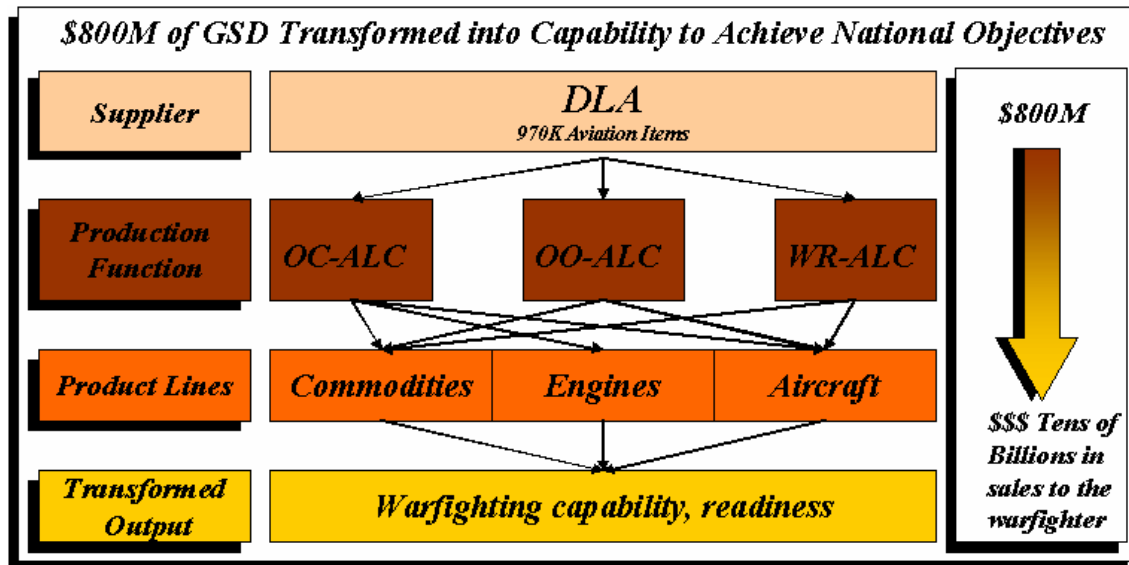 $800M of GSD Transformed into Capability to Achieve National Objectives
Supplier
DLA
970K Aviation Items
$800M
Production
Function
OC-ALC
OO-ALC
WR-ALC
Product Lines
Commodities
Engines
Aircraft
$$$ Tens of
Billions in
sales to the
warfighter
Transformed
Output
Warfighting capability, readiness